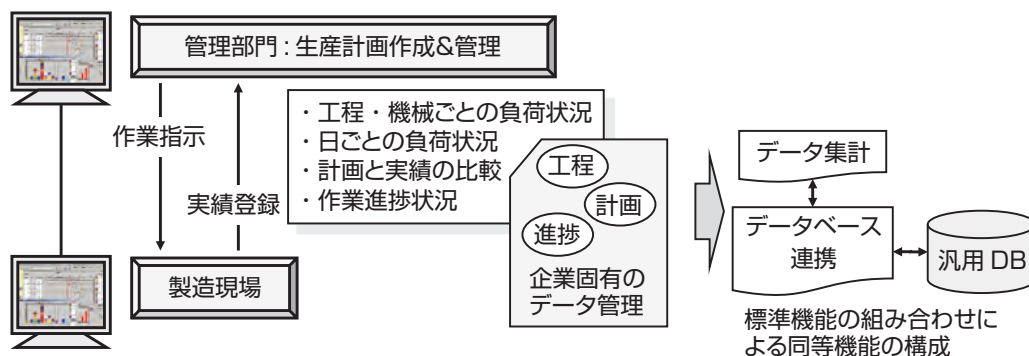 管理部門：生産計画作成&管理
作業指示
実績登録
・工程・機械ごとの負荷状況
・日ごとの負荷状況
・計画と実績の比較
・作業進捗状況
工程
計画
進捗
企業固有の
データ管理
製造現場
データ集計
データベース
連携
汎用 DB
標準機能の組み合わせに
よる同等機能の構成